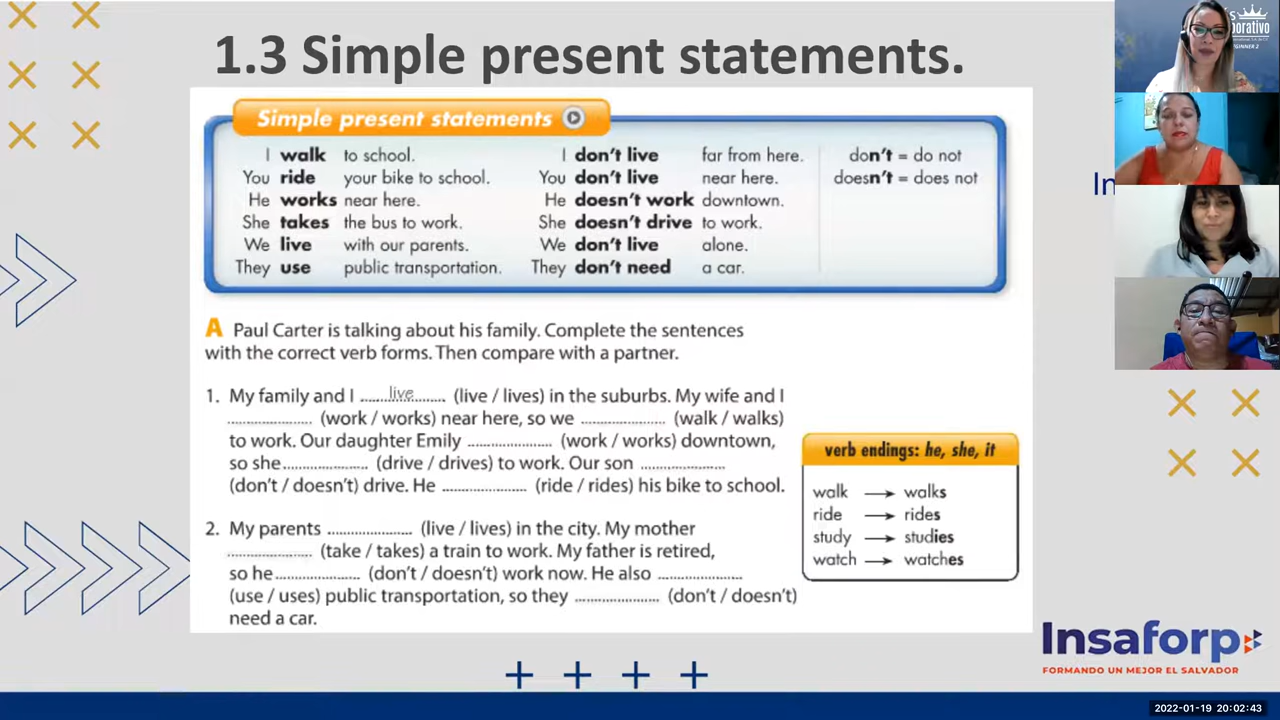 1.3 Simple present statements.
Simple present statements
I walk to school. I don't live far from here. don't = do not
You ride your bike to school. You don't live near here. doesn't = does not
He works near here. He doesn't work downtown.
She takes the bus to work. She doesn't drive to work.
We live with our parents. We don't live alone.
They use public transportation. They don't need a car.
A Paul Carter is talking about his family. Complete the sentences
with the correct verb forms. Then compare with a partner.
1. My family and I ......live...... (live / lives) in the suburbs. My wife and I
.................... (work / works) near here, so we .................... (walk / walks)
to work. Our daughter Emily .................... (work / works) downtown,
so she .................... (drive / drives) to work. Our son ....................
(don't / doesn't) drive. He .................... (ride / rides) his bike to school.
2. My parents .................... (live / lives) in the city. My mother
.................... (take / takes) a train to work. My father is retired,
so he .................... (don't / doesn't) work now. He also ....................
(use / uses) public transportation, so they .................... (don't / doesn't)
need a car.
verb endings: he, she, it
walk → walks
ride → rides
study → studies
watch → watches
Insaforp
FORMANDO UN MEJOR EL SALVADOR
2022-01-19 20:02:43